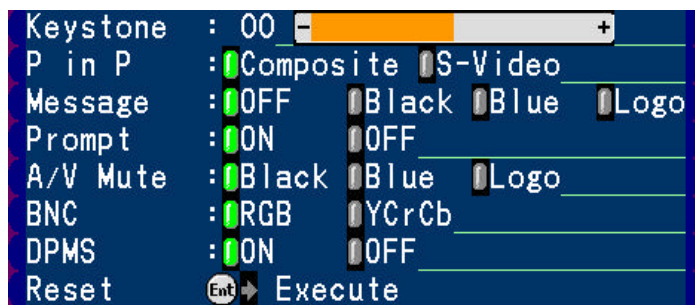 Keystone : 00 - +
P in P : Composite S-Video
Message : OFF Black Blue Logo
Prompt : ON OFF
A/V Mute : Black Blue Logo
BNC : RGB YCrCb
DPMS : ON OFF
Reset Ent Execute